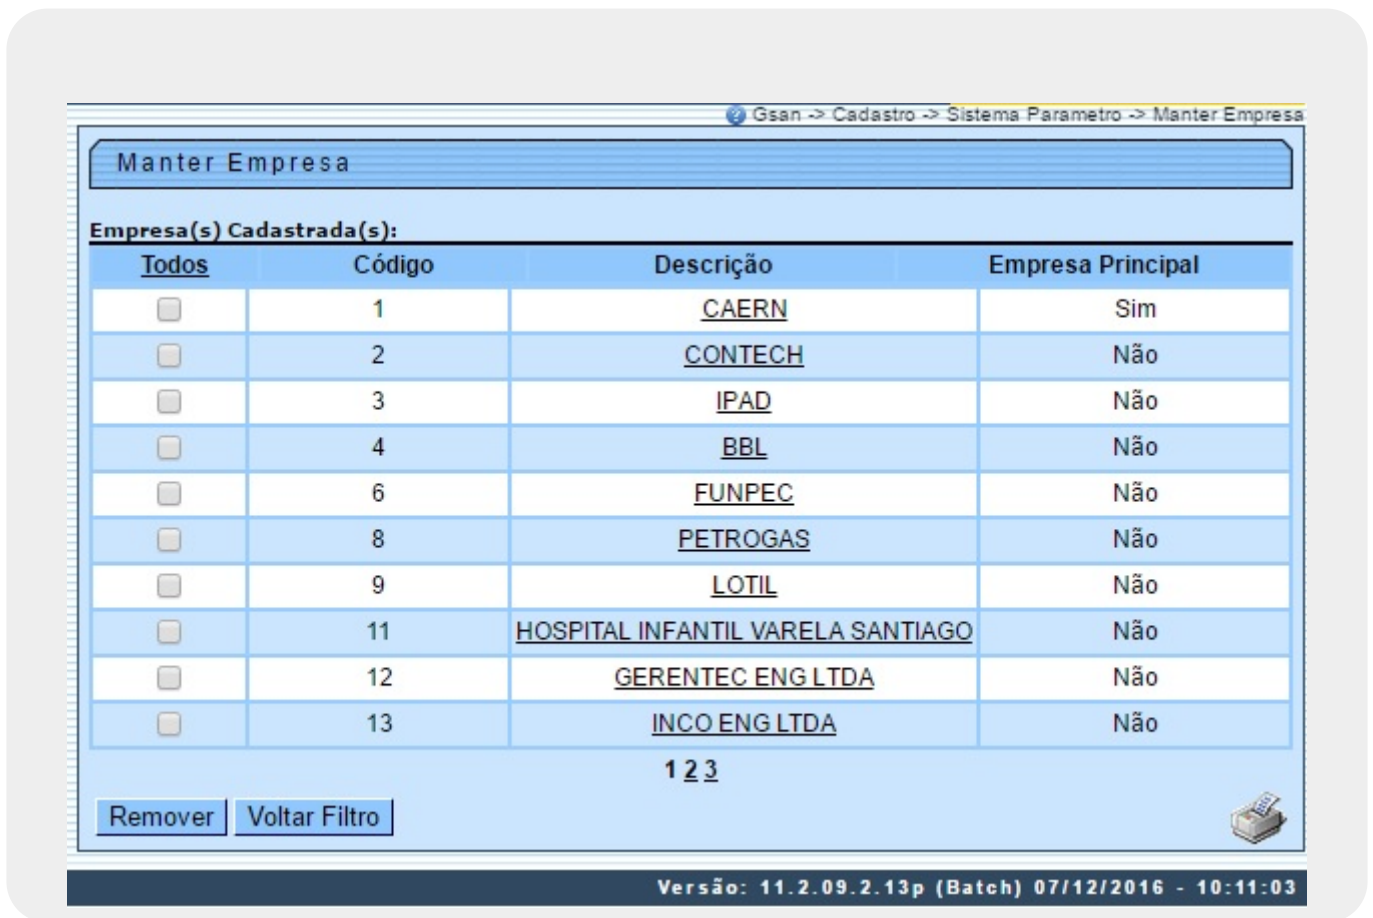 Gsan -> Cadastro -> Sistema Parametro -> Manter Empresa
Manter Empresa
Empresa(s) Cadastrada(s):
Todos Código Descrição Empresa Principal
1 CAERN Sim
2 CONTECH Não
3 IPAD Não
4 BBL Não
6 FUNPEC Não
8 PETROGAS Não
9 LOTIL Não
11 HOSPITAL INFANTIL VARELA SANTIAGO Não
12 GERENTEC ENG LTDA Não
13 INCO ENG LTDA Não
1 2 3
Remover Voltar Filtro
Versão: 11.2.09.2.13p (Batch) 07/12/2016 - 10:11:03